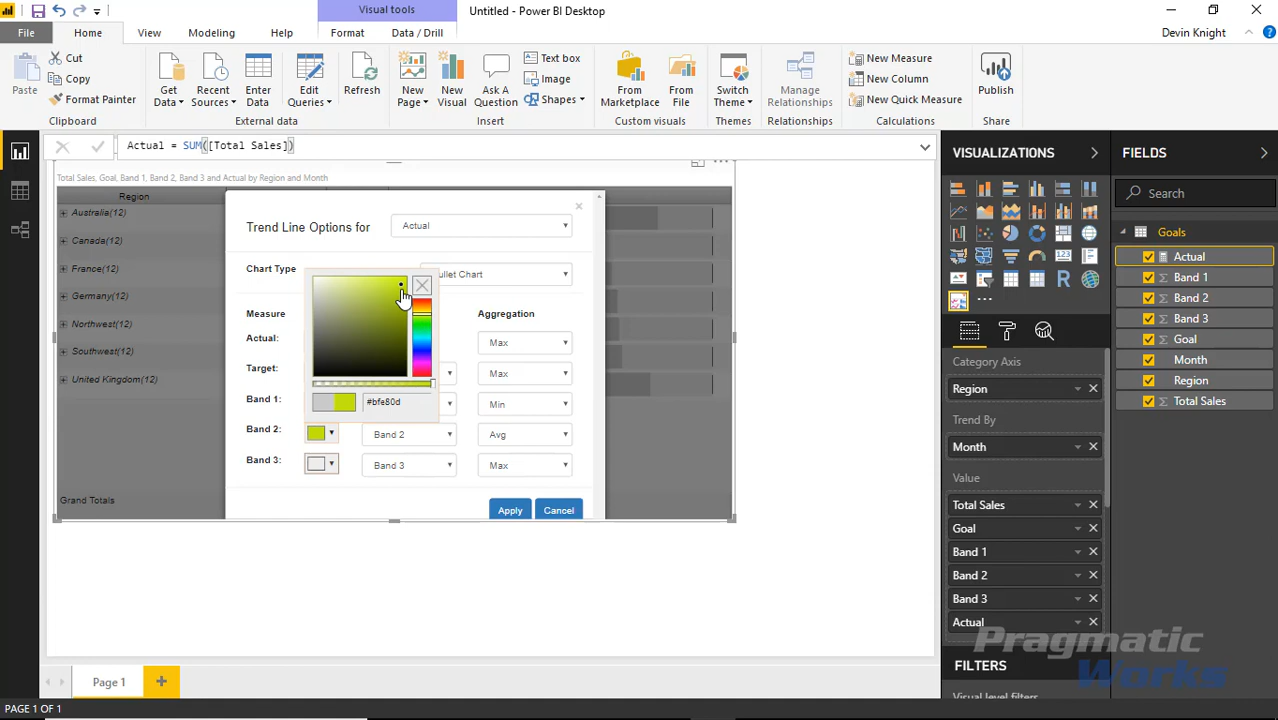 Visual tools
Untitled - Power BI Desktop
File
Home
View
Modeling
Help
Format
Data / Drill
Devin Knight
Paste
Cut
Copy
Format Painter
Clipboard
Get Data
Recent Sources
Enter Data
Edit Queries
Refresh
External data
New Page
New Visual
Ask A Question
Text box
Image
Shapes
Insert
From Marketplace
From File
Custom visuals
Switch Theme
Themes
Manage Relationships
Relationships
New Measure
New Column
New Quick Measure
Calculations
Publish
Share
Actual = SUM([Total Sales])
Total Sales, Goal, Band 1, Band 2, Band 3 and Actual by Region and Month
Region
Australia(12)
Canada(12)
France(12)
Germany(12)
Northwest(12)
Southwest(12)
United Kingdom(12)
Grand Totals
Trend Line Options for
Actual
Chart Type
ullet Chart
Measure
Aggregation
Actual:
Max
Target:
Max
Band 1:
Min
#bfe80d
Band 2:
Band 2
Avg
Band 3:
Band 3
Max
Apply
Cancel
VISUALIZATIONS
R
Category Axis
Region
Trend By
Month
Value
Total Sales
Goal
Band 1
Band 2
Band 3
Actual
FILTERS
Visual level filters
FIELDS
Search
Goals
Actual
Band 1
Band 2
Band 3
Goal
Month
Region
Total Sales
Pragmatic
Works
Page 1
PAGE 1 OF 1